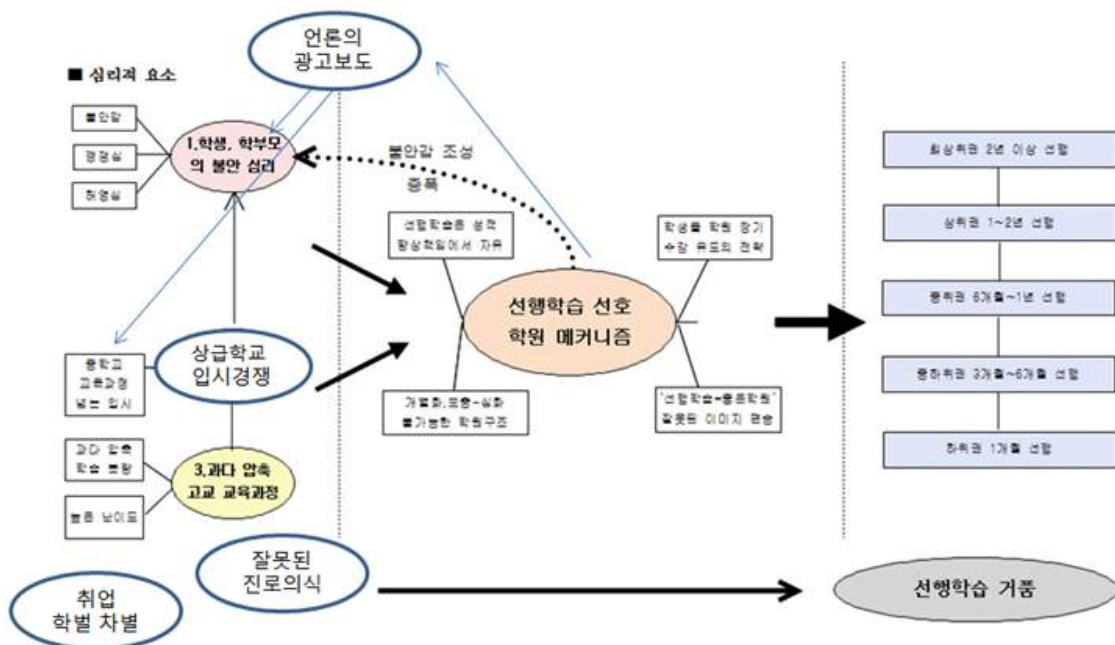 언론의
광고보도
■ 심리적 요소
불안감
경쟁심
허영심
1.학생, 학부모
의 불안 심리
불안감 조성
증폭
선행학습은 성적
향상책임에서 자유
학생들 학원 장기
수강 유도의 전략
선행학습 선호
학원 메커니즘
개별화,보충-심화
불가능한 학원구조
'선행학습=좋은학원'
잘못된 이미지 편승
상급학교
입시경쟁
중학교
교육과정
넘는 입시
과다 압축
학습 분량
높은 난이도
3.과다 압축
고교 교육과정
잘못된
진로의식
취업
학벌 차별
최상위권 2년 이상 선행
상위권 1~2년 선행
중위권 6개월~1년 선행
중하위권 3개월~6개월 선행
하위권 1개월 선행
선행학습 거품